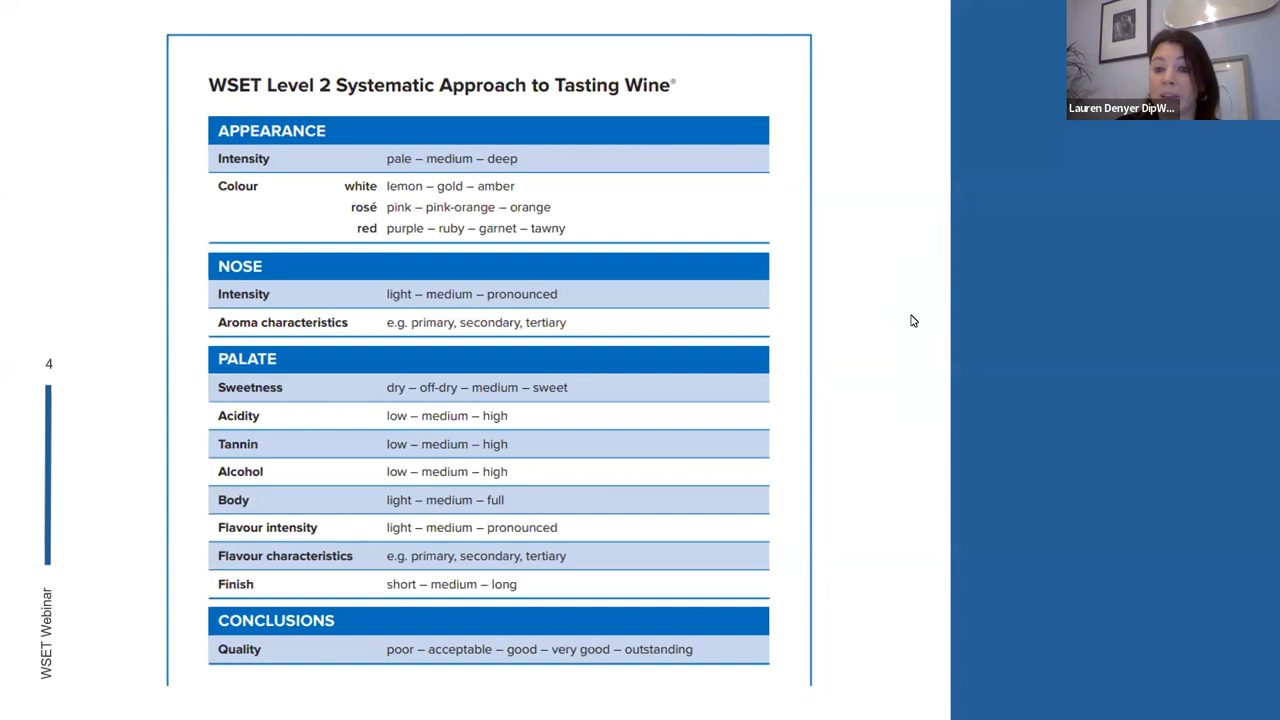 WSET Level 2 Systematic Approach to Tasting Wine®
APPEARANCE
Intensity pale – medium – deep
Colour white lemon – gold – amber
rosé pink – pink-orange – orange
red purple – ruby – garnet – tawny
NOSE
Intensity light – medium – pronounced
Aroma characteristics e.g. primary, secondary, tertiary
PALATE
Sweetness dry – off-dry – medium – sweet
Acidity low – medium – high
Tannin low – medium – high
Alcohol low – medium – high
Body light – medium – full
Flavour intensity light – medium – pronounced
Flavour characteristics e.g. primary, secondary, tertiary
Finish short – medium – long
CONCLUSIONS
Quality poor – acceptable – good – very good – outstanding
4
WSET Webinar
Lauren Denyer DipW...